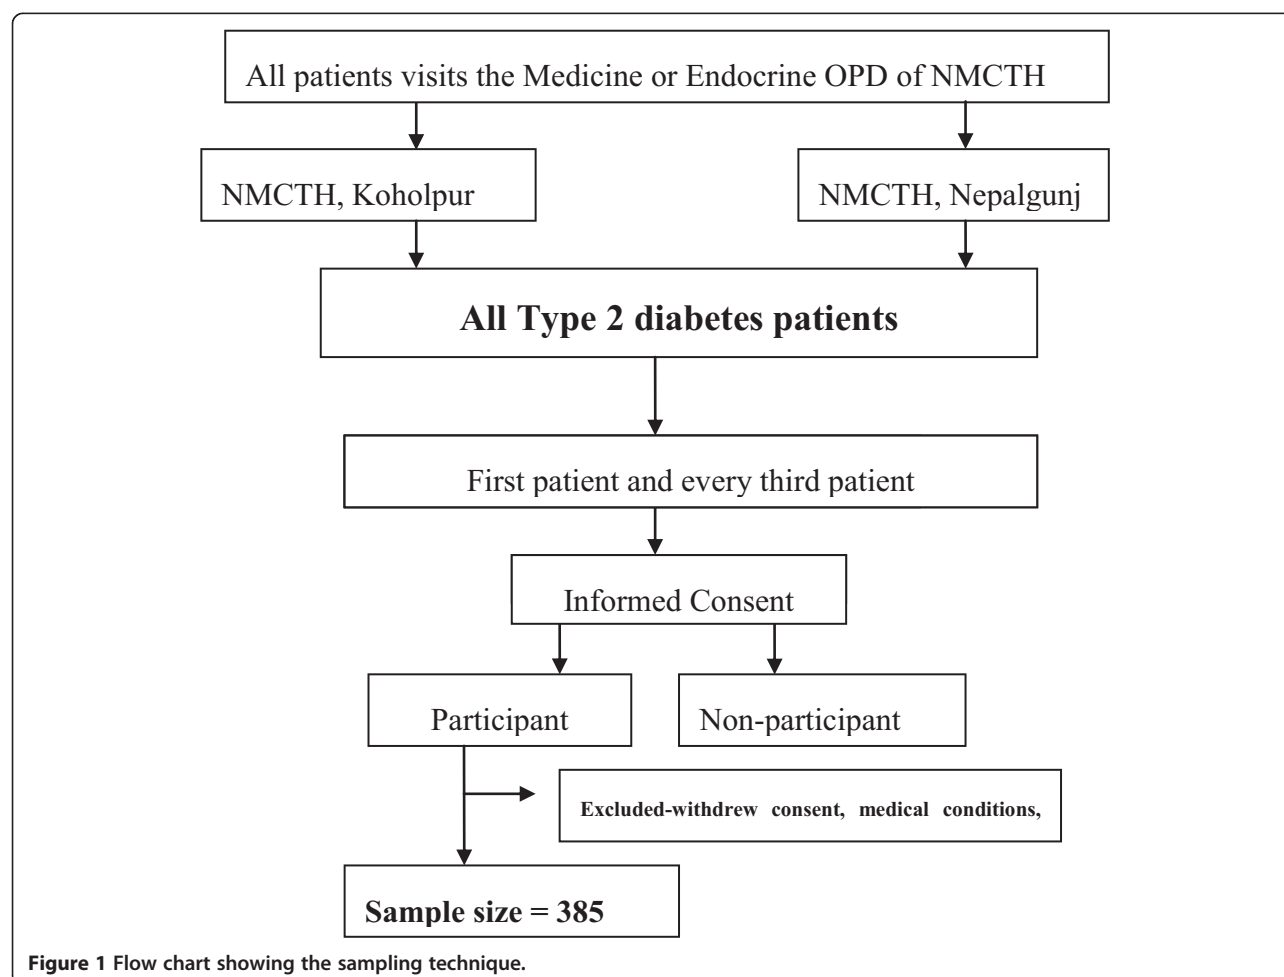 All patients visits the Medicine or Endocrine OPD of NMCTH
NMCTH, Koholpur
NMCTH, Nepalgunj
All Type 2 diabetes patients
First patient and every third patient
Informed Consent
Participant
Non-participant
Excluded-withdrew consent, medical conditions,
Sample size = 385
Figure 1 Flow chart showing the sampling technique.